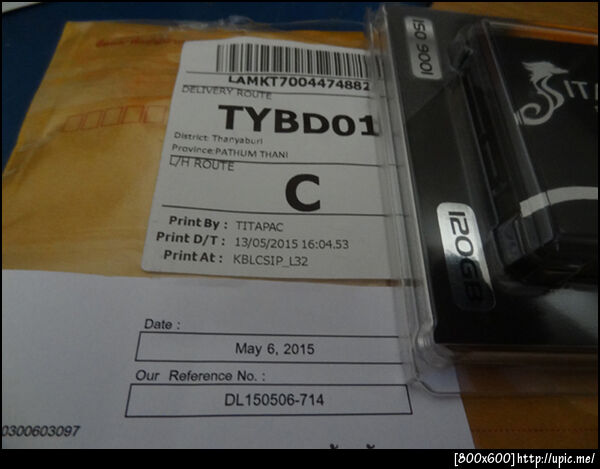 LAMKT7004474882
DELIVERY ROUTE
TYBD01
District: Thanyaburi
Province: PATHUM THANI
L/H ROUTE
C
Print By : TITAPAC
Print D/T : 13/05/2015 16:04.53
Print At : KBLCSIP_L32
ISO 9001
120GB
Date :
May 6, 2015
Our Reference No. :
DL150506-714
0300603097
[800x600]http://upic.me/